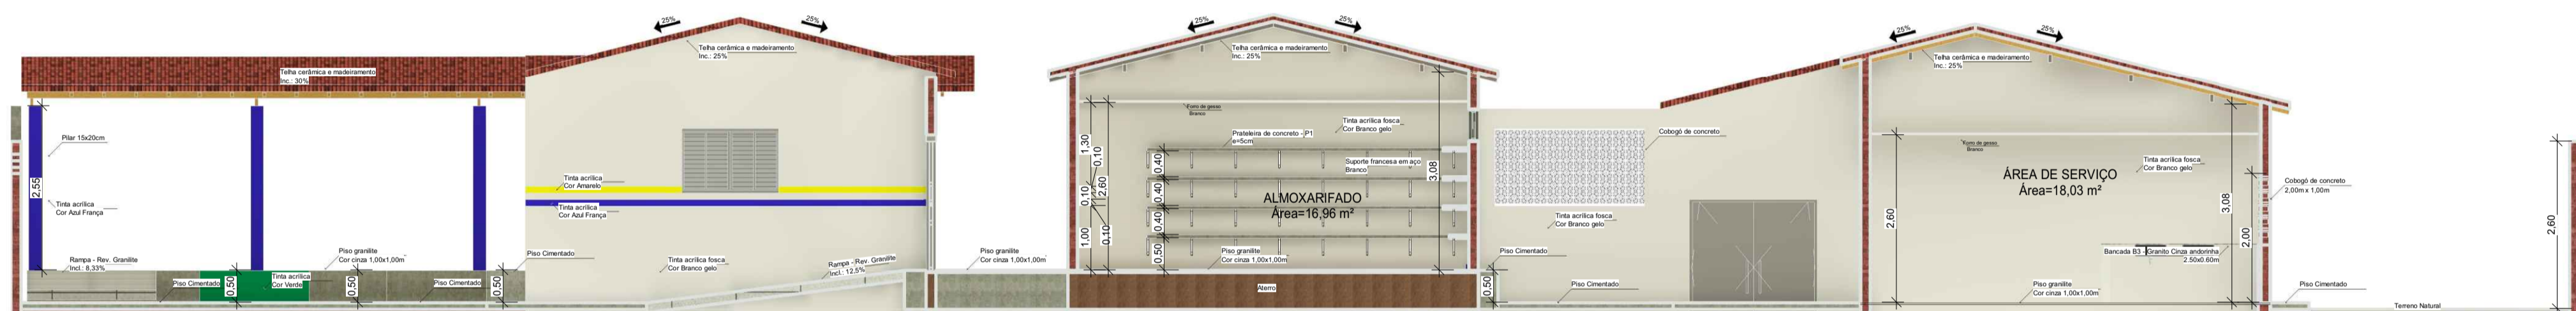 Telha cerâmica e madeiramento
Inc.: 30%
2,55
Pilar 15x20cm
Tinta acrílica
Cor Azul França
Rampa - Rev. Granilite
Incl.: 8,33%
Piso Cimentado
0,50
Tinta acrílica
Cor Verde
Piso granilite
Cor cinza 1,00x1,00m
0,50
Piso Cimentado
0,50
Piso Cimentado
25%
25%
Telha cerâmica e madeiramento
Inc.: 25%
Tinta acrílica
Cor Amarelo
Tinta acrílica
Cor Azul França
Tinta acrílica fosca
Cor Branco gelo
Rampa - Rev. Granilite
Incl.: 12,5%
Piso granilite
Cor cinza 1,00x1,00m
25%
25%
Telha cerâmica e madeiramento
Inc.: 25%
Forro de gesso
Branco
1,30
0,10
0,10
2,60
1,00
0,10
Prateleira de concreto - P1
e=5cm
Tinta acrílica fosca
Cor Branco gelo
Suporte francesa em aço
Branco
0,40
0,40
0,40
0,50
3,08
ALMOXARIFADO
Área=16,96 m²
Piso granilite
Cor cinza 1,00x1,00m
Aterro
0,50
Piso Cimentado
Cobogó de concreto
Tinta acrílica fosca
Cor Branco gelo
Piso Cimentado
25%
25%
Telha cerâmica e madeiramento
Inc.: 25%
Forro de gesso
Branco
Tinta acrílica fosca
Cor Branco gelo
ÁREA DE SERVIÇO
Área=18,03 m²
2,60
3,08
2,00
Bancada B3 - Granito Cinza andorinha
2.50x0.60m
Piso granilite
Cor cinza 1,00x1,00m
Cobogó de concreto
2,00m x 1,00m
Piso Cimentado
Terreno Natural
2,60